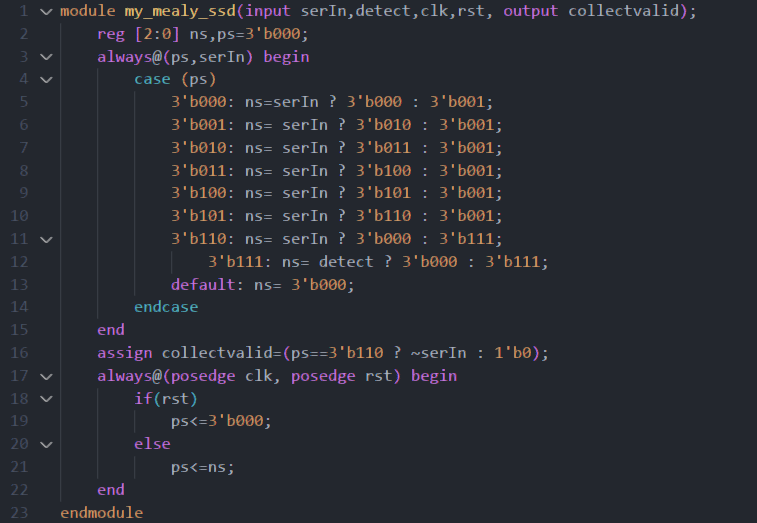 1 module my_mealy_ssd(input serIn,detect,clk,rst, output collectvalid);
2 reg [2:0] ns,ps=3'b000;
3 always@(ps,serIn) begin
4 case (ps)
5 3'b000: ns=serIn ? 3'b000 : 3'b001;
6 3'b001: ns= serIn ? 3'b010 : 3'b001;
7 3'b010: ns= serIn ? 3'b011 : 3'b001;
8 3'b011: ns= serIn ? 3'b100 : 3'b001;
9 3'b100: ns= serIn ? 3'b101 : 3'b001;
10 3'b101: ns= serIn ? 3'b110 : 3'b001;
11 3'b110: ns= serIn ? 3'b000 : 3'b111;
12 3'b111: ns= detect ? 3'b000 : 3'b111;
13 default: ns= 3'b000;
14 endcase
15 end
16 assign collectvalid=(ps==3'b110 ? ~serIn : 1'b0);
17 always@(posedge clk, posedge rst) begin
18 if(rst)
19 ps<=3'b000;
20 else
21 ps<=ns;
22 end
23 endmodule